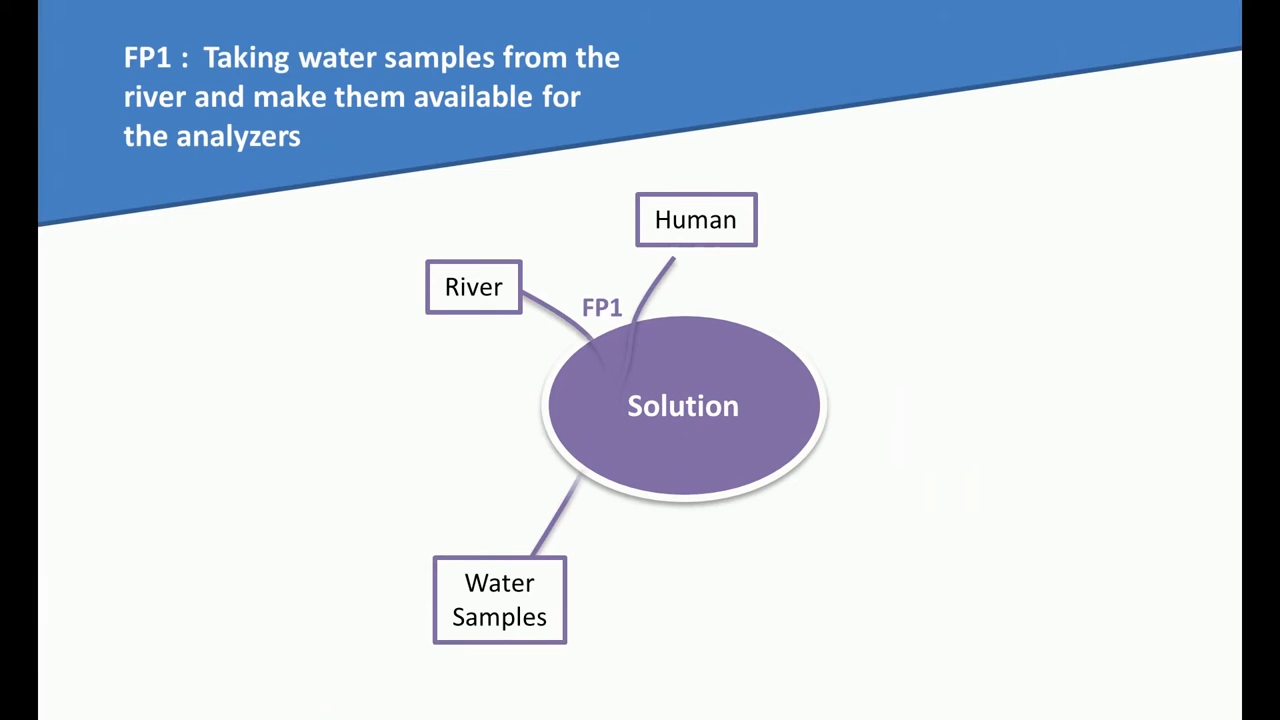 FP1 :  Taking water samples from the
river and make them available for
the analyzers
Human
River
FP1
Solution
Water
Samples